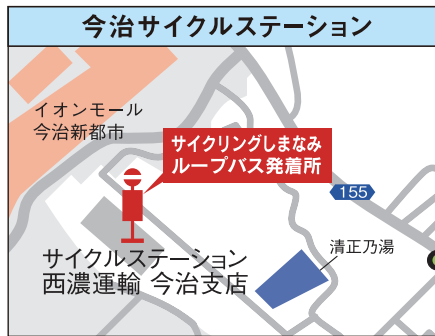 今治サイクルステーション
イオンモール
今治新都市
サイクリングしまなみ
ループバス発着所
155
清正乃湯
サイクルステーション
西濃運輸 今治支店